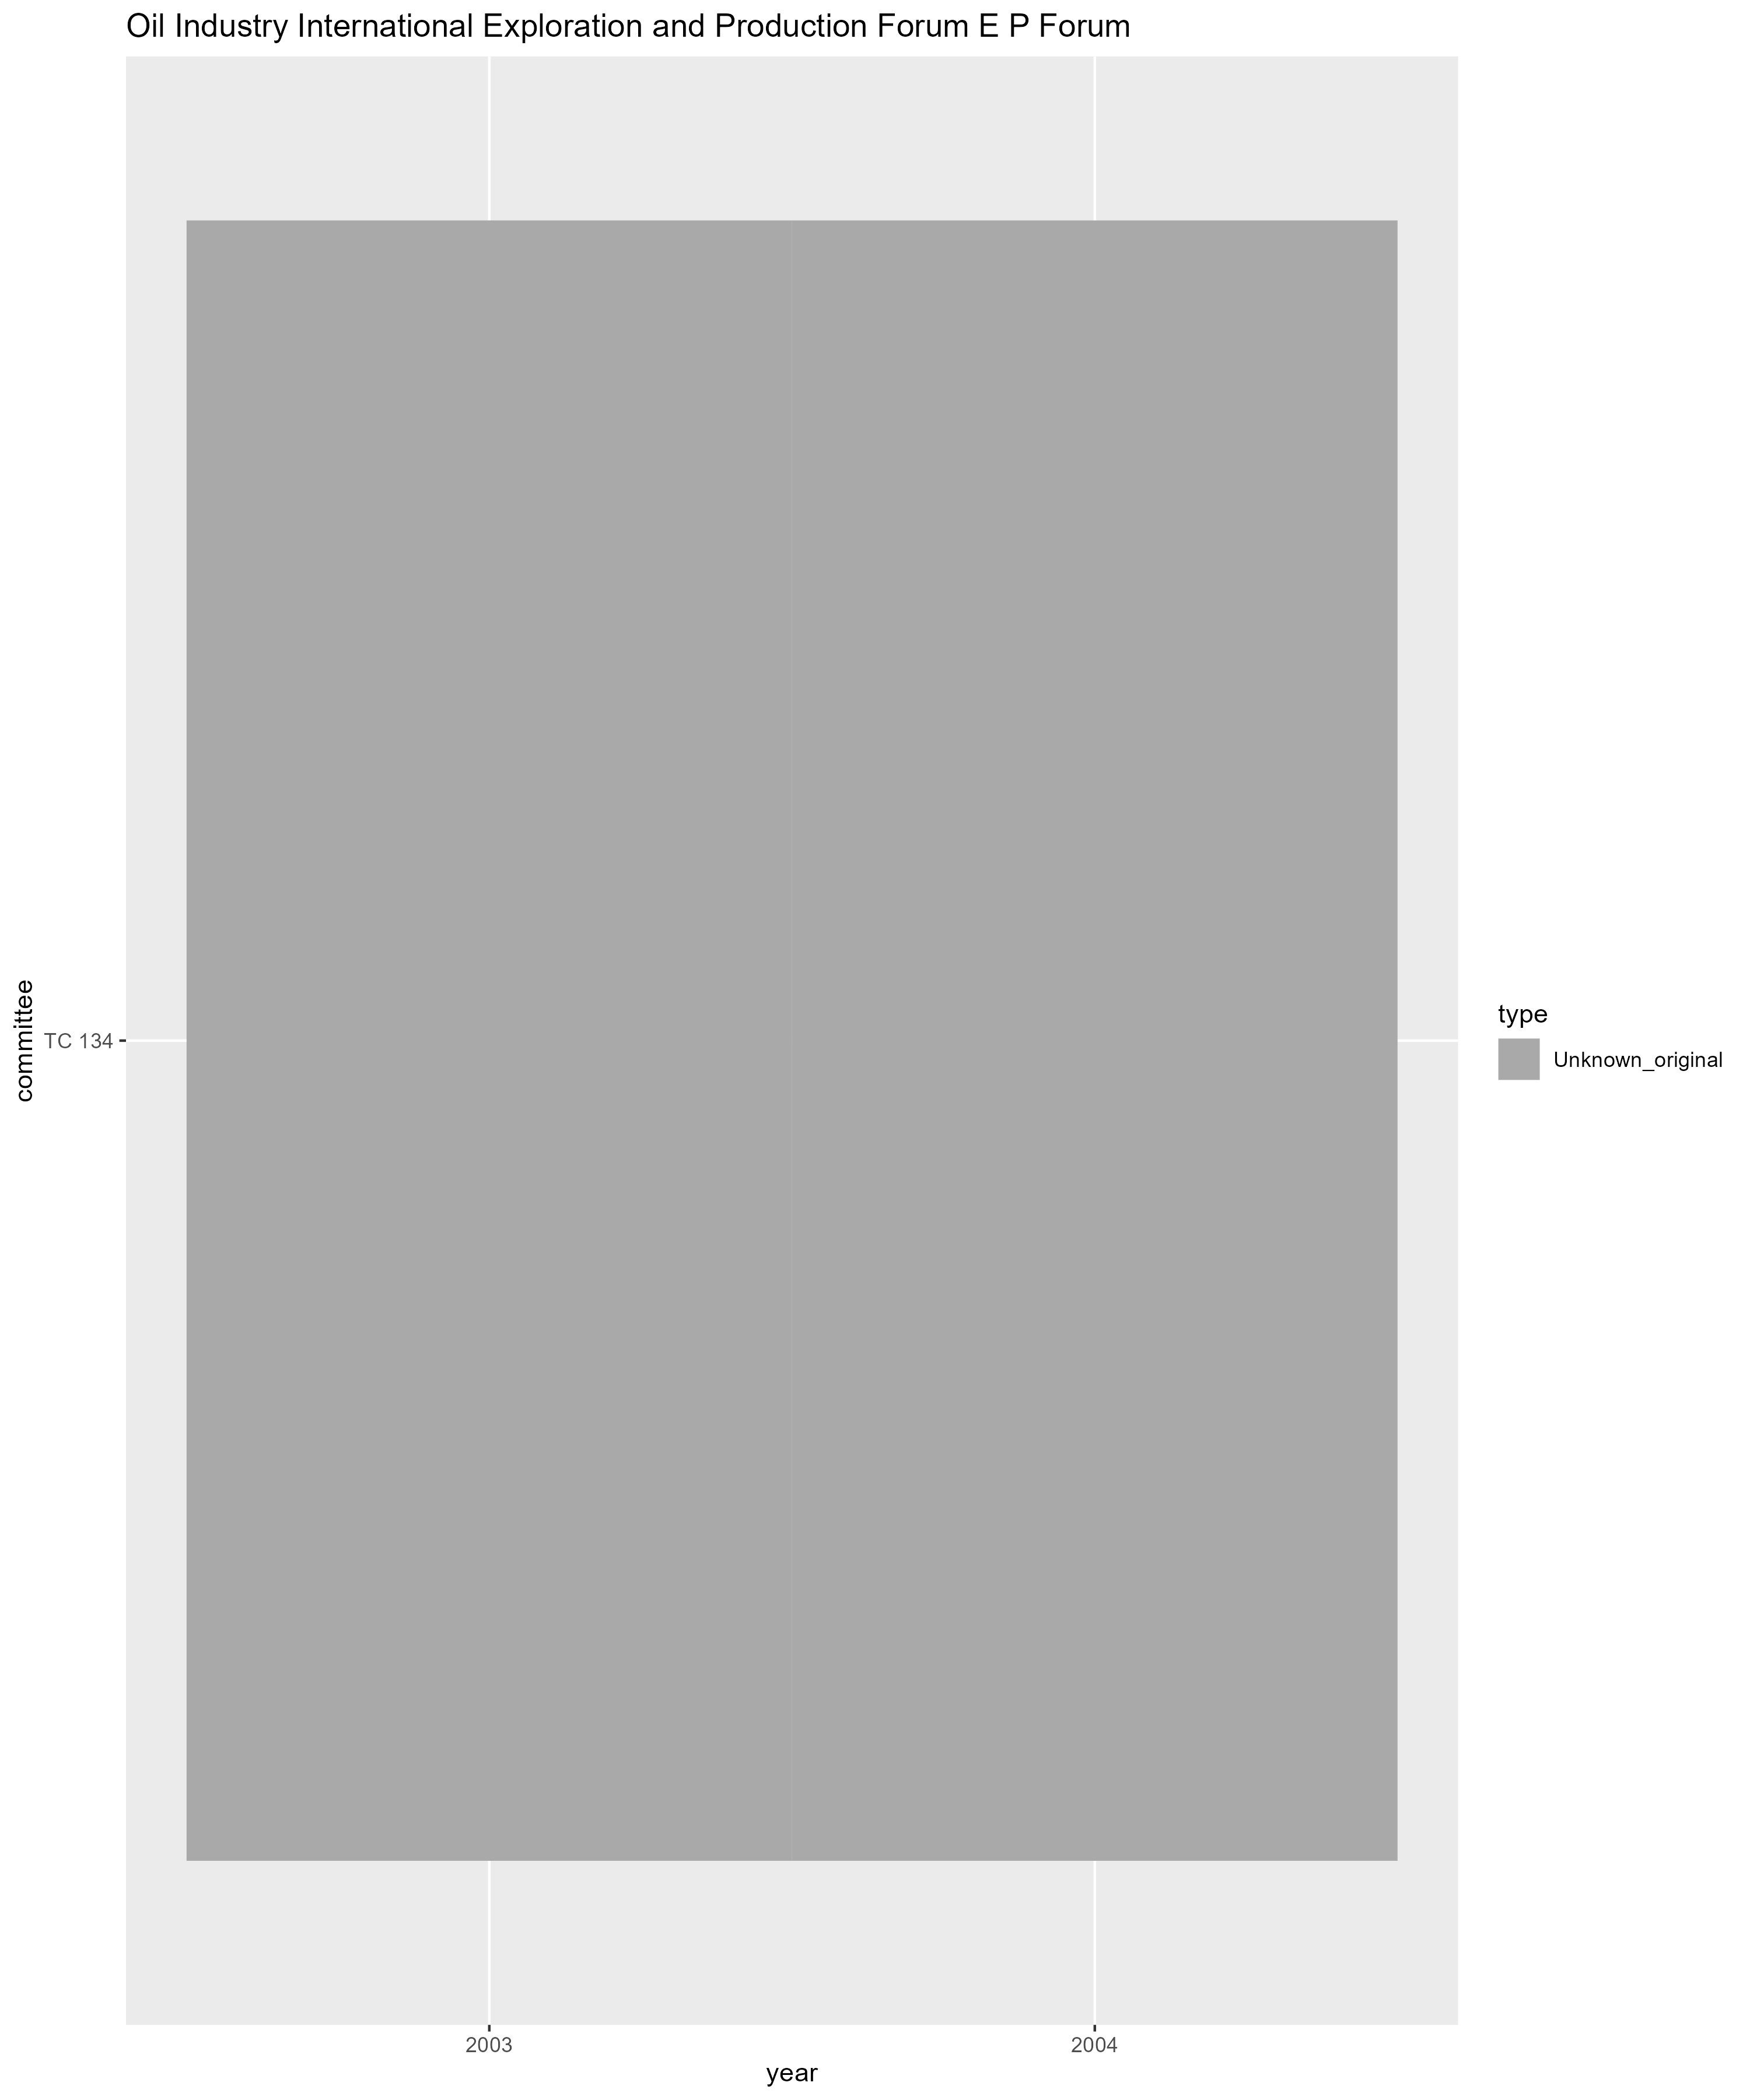 Oil Industry International Exploration and Production Forum E P Forum
committee
TC 134
type
Unknown_original
2003
2004
year